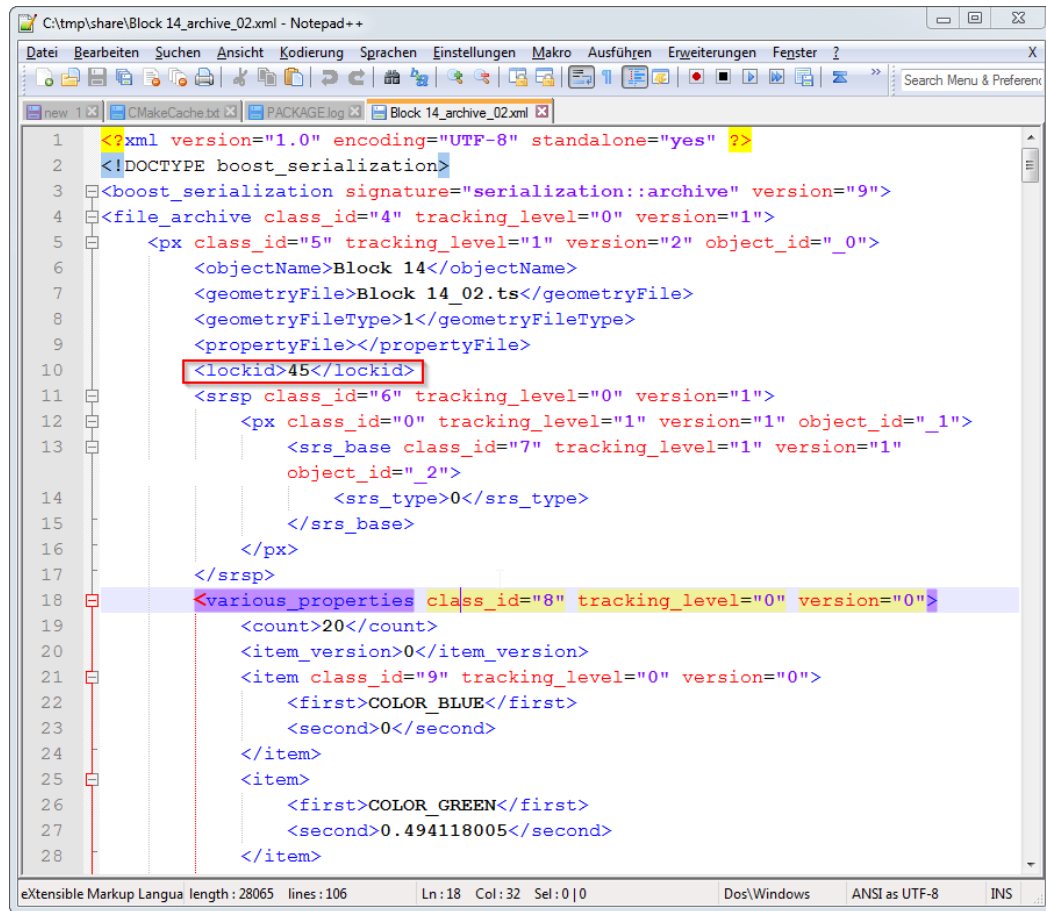 C:\tmp\share\Block 14_archive_02.xml - Notepad++
Datei Bearbeiten Suchen Ansicht Kodierung Sprachen Einstellungen Makro Ausführen Erweiterungen Fenster ? X
Search Menu & Preferenc
new 1 CMakeCache.txt PACKAGE.log Block 14_archive_02.xml
1 <?xml version="1.0" encoding="UTF-8" standalone="yes" ?>
2 <!DOCTYPE boost_serialization>
3 <boost_serialization signature="serialization::archive" version="9">
4 <file_archive class_id="4" tracking_level="0" version="1">
5 <px class_id="5" tracking_level="1" version="2" object_id="_0">
6 <objectName>Block 14</objectName>
7 <geometryFile>Block 14_02.ts</geometryFile>
8 <geometryFileType>1</geometryFileType>
9 <propertyFile></propertyFile>
10 <lockid>45</lockid>
11 <srsp class_id="6" tracking_level="0" version="1">
12 <px class_id="0" tracking_level="1" version="1" object_id="_1">
13 <srs_base class_id="7" tracking_level="1" version="1"
object_id="_2">
14 <srs_type>0</srs_type>
15 </srs_base>
16 </px>
17 </srsp>
18 <various_properties class_id="8" tracking_level="0" version="0">
19 <count>20</count>
20 <item_version>0</item_version>
21 <item class_id="9" tracking_level="0" version="0">
22 <first>COLOR_BLUE</first>
23 <second>0</second>
24 </item>
25 <item>
26 <first>COLOR_GREEN</first>
27 <second>0.494118005</second>
28 </item>
eXtensible Markup Langua length : 28065 lines : 106 Ln : 18 Col : 32 Sel : 0 | 0 Dos\Windows ANSI as UTF-8 INS